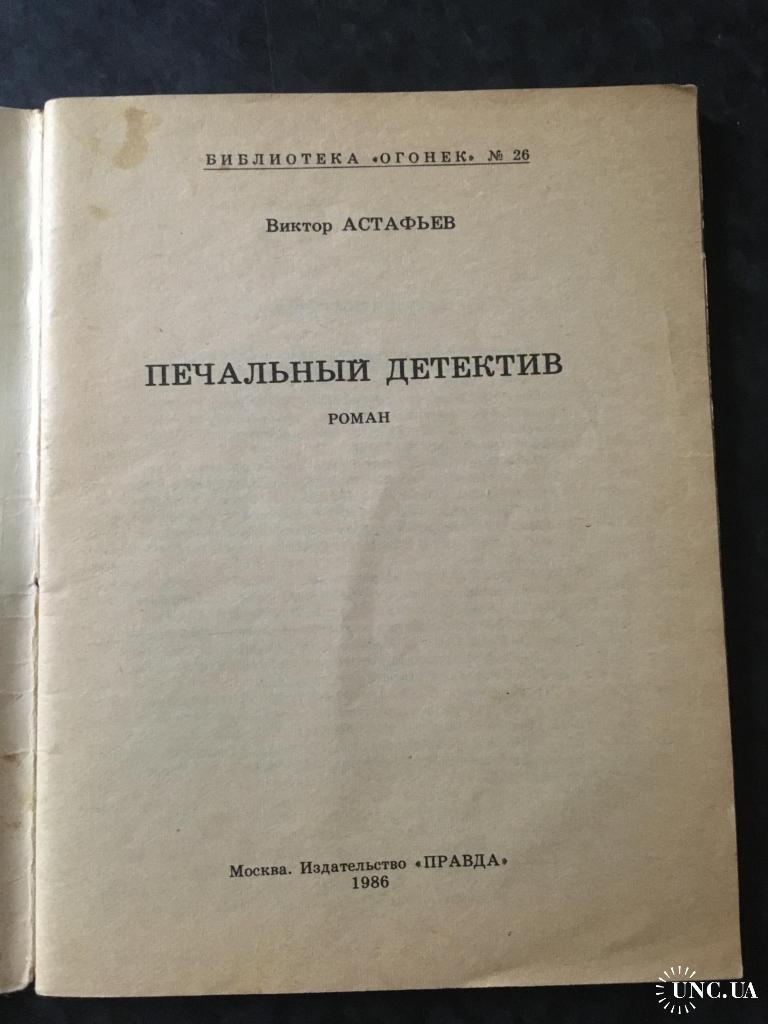 БИБЛИОТЕКА «ОГОНЕК» № 26
Виктор АСТАФЬЕВ
ПЕЧАЛЬНЫЙ ДЕТЕКТИВ
РОМАН
Москва. Издательство «ПРАВДА»
1986
UNC.UA